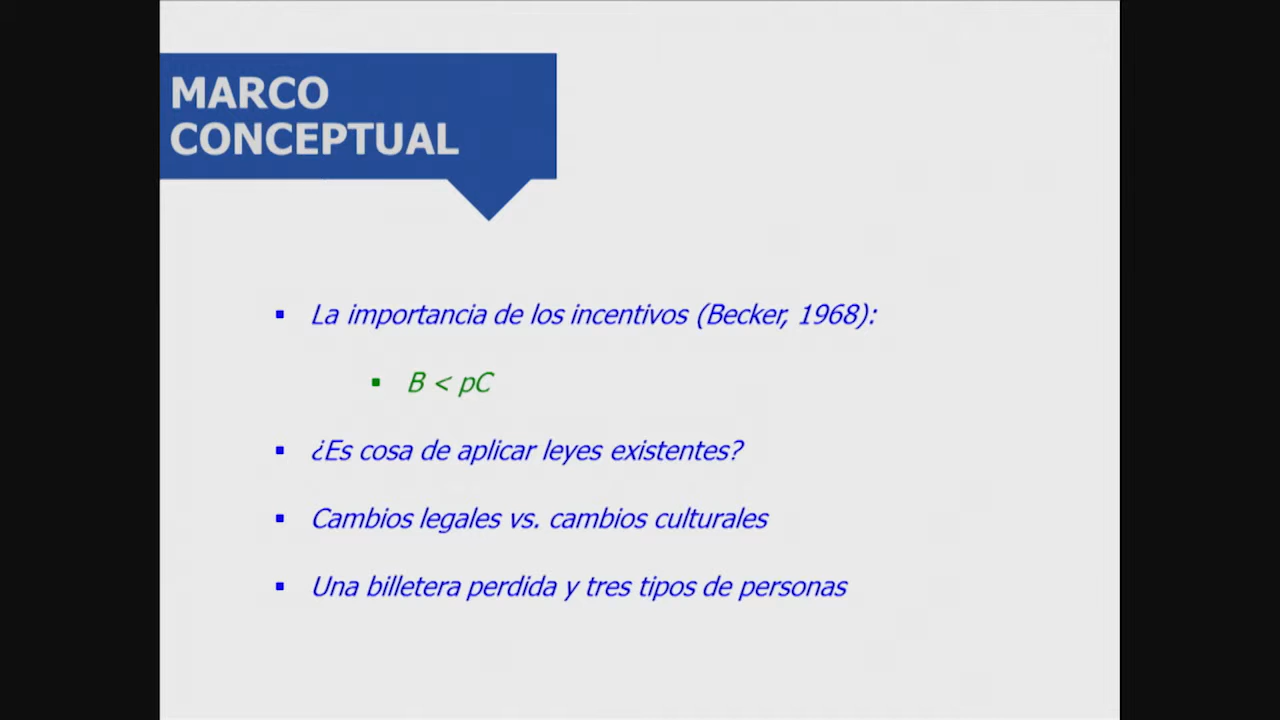 MARCO
CONCEPTUAL
▪ La importancia de los incentivos (Becker, 1968):
▪ B < pC
▪ ¿Es cosa de aplicar leyes existentes?
▪ Cambios legales vs. cambios culturales
▪ Una billetera perdida y tres tipos de personas